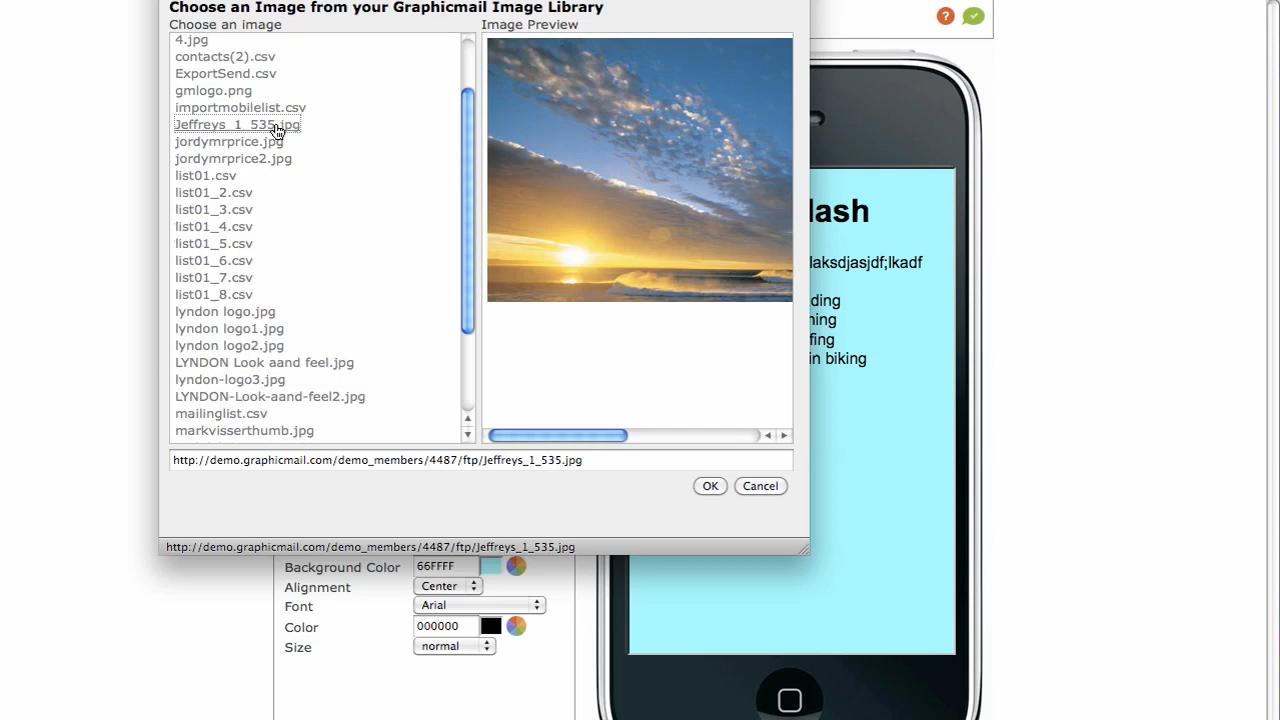 Choose an Image from your Graphicmail Image Library
Choose an image
Image Preview
4.jpg
contacts(2).csv
ExportSend.csv
gmlogo.png
importmobilelist.csv
Jeffreys_1_535.jpg
jordymrprice.jpg
jordymrprice2.jpg
list01.csv
list01_2.csv
list01_3.csv
list01_4.csv
list01_5.csv
list01_6.csv
list01_7.csv
list01_8.csv
lyndon logo.jpg
lyndon logo1.jpg
lyndon logo2.jpg
LYNDON Look aand feel.jpg
lyndon-logo3.jpg
LYNDON-Look-aand-feel2.jpg
mailinglist.csv
markvisserthumb.jpg
http://demo.graphicmail.com/demo_members/4487/ftp/Jeffreys_1_535.jpg
OK
Cancel
http://demo.graphicmail.com/demo_members/4487/ftp/Jeffreys_1_535.jpg
lash
laksdjasjdf;lkadf
ding
ning
fing
in biking
Background Color 66FFFF
Alignment Center
Font Arial
Color 000000
Size normal